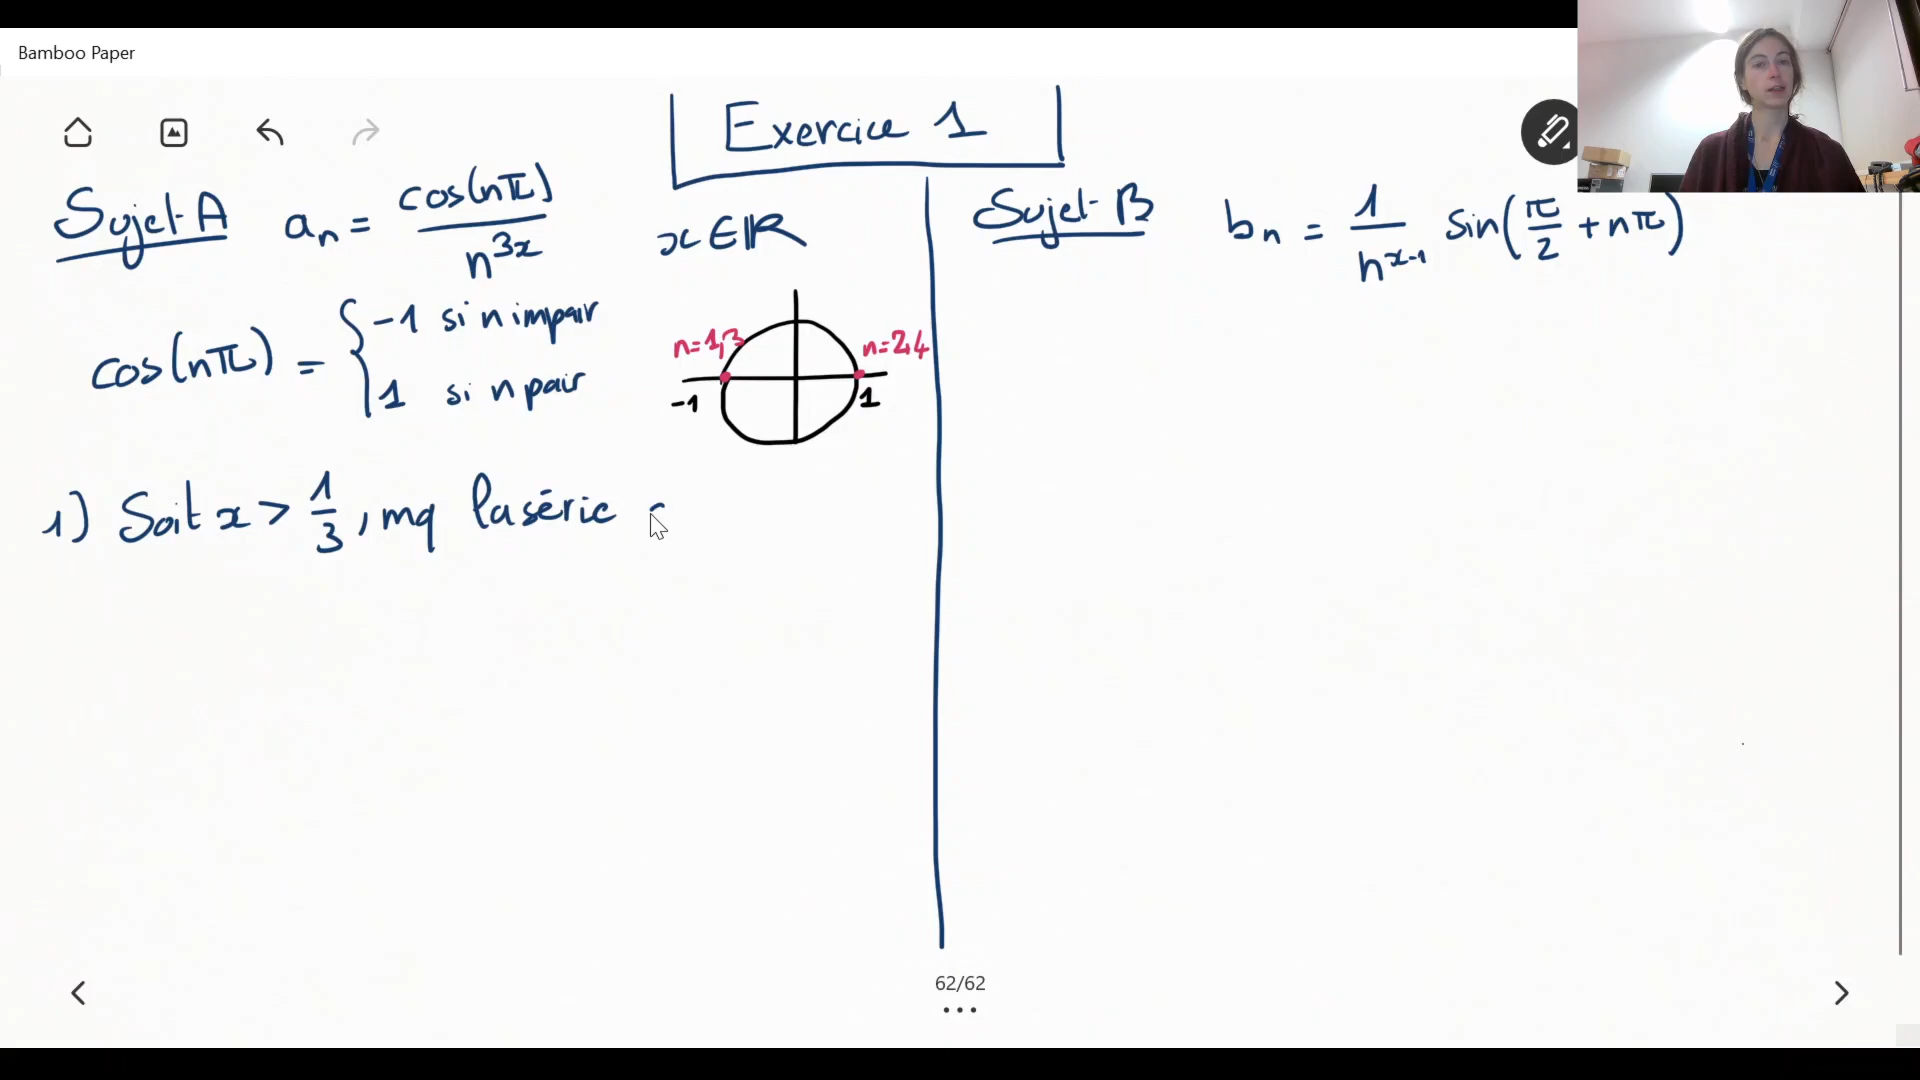 Bamboo Paper
Exercice 1
Sujet A aₙ = cos(nπ) / n^{3x} x∈ℝ
cos(nπ) = { -1 si n impair
1 si n pair
n=1,3 n=2,4
-1 1
1) Soit x > 1/3, mq la série
Sujet B bₙ = 1 / n^{x-1} sin(π/2 + nπ)
62/62